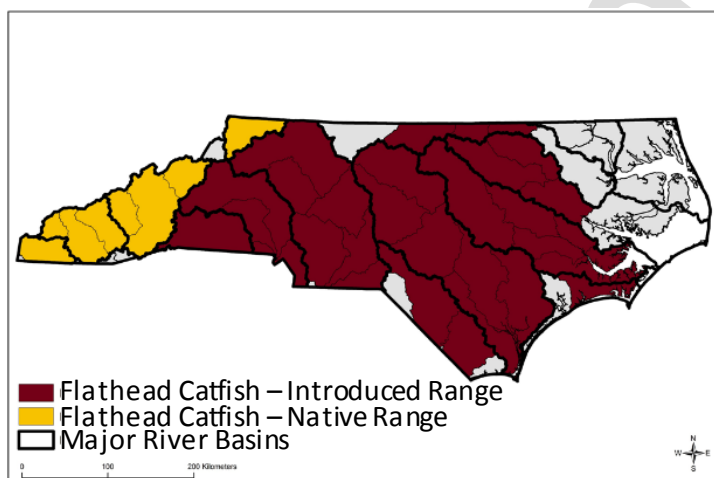 Flathead Catfish – Introduced Range
Flathead Catfish – Native Range
Major River Basins
0 100 200 Kilometers
N
W E
S